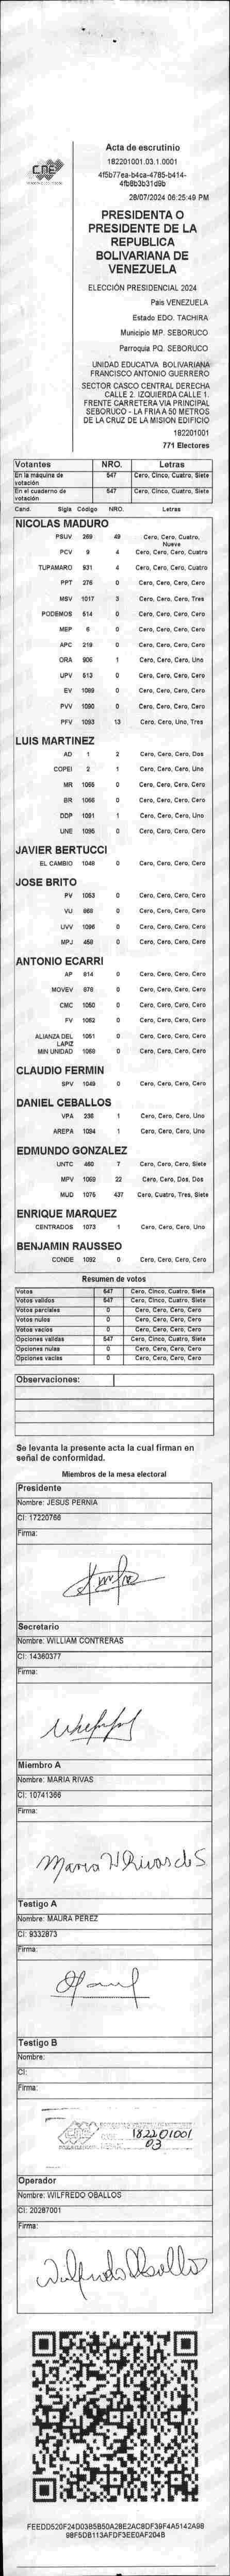 CNE
Acta de escrutinio
182201001.03.1.0001
4f5b77ea-b4ca-4785-b414-
4fb8b3b31d9b
28/07/2024 06:25:49 PM
PRESIDENTA O
PRESIDENTE DE LA
REPUBLICA
BOLIVARIANA DE
VENEZUELA
ELECCIÓN PRESIDENCIAL 2024
Pais VENEZUELA
Estado EDO. TACHIRA
Municipio MP. SEBORUCO
Parroquia PQ. SEBORUCO
UNIDAD EDUCATIVA BOLIVARIANA
FRANCISCO ANTONIO GUERRERO
SECTOR CASCO CENTRAL DERECHA
CALLE 2. IZQUIERDA CALLE 1.
FRENTE CARRETERA VIA PRINCIPAL
SEBORUCO - LA FRIA A 50 METROS
DE LA CRUZ DE LA MISION EDIFICIO
182201001
771 Electores
Votantes NRO. Letras
En la máquina de votación 547 Cero, Cinco, Cuatro, Siete
En el cuaderno de votación 547 Cero, Cinco, Cuatro, Siete
Cand. Sigla Código NRO. Letras
NICOLAS MADURO
PSUV 269 49 Cero, Cero, Cuatro, Nueve
PCV 9 4 Cero, Cero, Cero, Cuatro
TUPAMARO 931 4 Cero, Cero, Cero, Cuatro
PPT 276 0 Cero, Cero, Cero, Cero
MSV 1017 3 Cero, Cero, Cero, Tres
PODEMOS 514 0 Cero, Cero, Cero, Cero
MEP 6 0 Cero, Cero, Cero, Cero
APC 219 0 Cero, Cero, Cero, Cero
ORA 906 1 Cero, Cero, Cero, Uno
UPV 513 0 Cero, Cero, Cero, Cero
EV 1089 0 Cero, Cero, Cero, Cero
PVV 1090 0 Cero, Cero, Cero, Cero
PFV 1093 13 Cero, Cero, Uno, Tres
LUIS MARTINEZ
AD 1 2 Cero, Cero, Cero, Dos
COPEI 2 1 Cero, Cero, Cero, Uno
MR 1065 0 Cero, Cero, Cero, Cero
BR 1066 0 Cero, Cero, Cero, Cero
DDP 1091 1 Cero, Cero, Cero, Uno
UNE 1095 0 Cero, Cero, Cero, Cero
JAVIER BERTUCCI
EL CAMBIO 1048 0 Cero, Cero, Cero, Cero
JOSE BRITO
PV 1053 0 Cero, Cero, Cero, Cero
VU 868 0 Cero, Cero, Cero, Cero
UVV 1096 0 Cero, Cero, Cero, Cero
MPJ 458 0 Cero, Cero, Cero, Cero
ANTONIO ECARRI
AP 814 0 Cero, Cero, Cero, Cero
MOVEV 878 0 Cero, Cero, Cero, Cero
CMC 1050 0 Cero, Cero, Cero, Cero
FV 1062 0 Cero, Cero, Cero, Cero
ALIANZA DEL LAPIZ 1051 0 Cero, Cero, Cero, Cero
MIN UNIDAD 1068 0 Cero, Cero, Cero, Cero
CLAUDIO FERMIN
SPV 1049 0 Cero, Cero, Cero, Cero
DANIEL CEBALLOS
VPA 236 1 Cero, Cero, Cero, Uno
AREPA 1094 1 Cero, Cero, Cero, Uno
EDMUNDO GONZALEZ
UNTC 460 7 Cero, Cero, Cero, Siete
MPV 1069 22 Cero, Cero, Dos, Dos
MUD 1075 437 Cero, Cuatro, Tres, Siete
ENRIQUE MARQUEZ
CENTRADOS 1073 1 Cero, Cero, Cero, Uno
BENJAMIN RAUSSEO
CONDE 1092 0 Cero, Cero, Cero, Cero
Resumen de votos
Votos 547 Cero, Cinco, Cuatro, Siete
Votos validos 547 Cero, Cinco, Cuatro, Siete
Votos parciales 0 Cero, Cero, Cero, Cero
Votos nulos 0 Cero, Cero, Cero, Cero
Votos vacios 0 Cero, Cero, Cero, Cero
Opciones validas 547 Cero, Cinco, Cuatro, Siete
Opciones nulas 0 Cero, Cero, Cero, Cero
Opciones vacías 0 Cero, Cero, Cero, Cero
Observaciones:
Se levanta la presente acta la cual firman en
señal de conformidad.
Miembros de la mesa electoral
Presidente
Nombre: JESUS PERNIA
CI: 17220766
Firma:
Secretario
Nombre: WILLIAM CONTRERAS
CI: 14360377
Firma:
Miembro A
Nombre: MARIA RIVAS
CI: 10741366
Firma:
Maria Rivas de S
Testigo A
Nombre: MAURA PEREZ
CI: 9332873
Firma:
Testigo B
Nombre:
CI:
Firma:
182201001
03
Operador
Nombre: WILFREDO OBALLOS
CI: 20287001
Firma:
Wilfredo Oballos
FEEDD520F24D03B5B50A2BE2AC8DF39F4A5142A98
98F5DB113AFDF3EE0AF204B